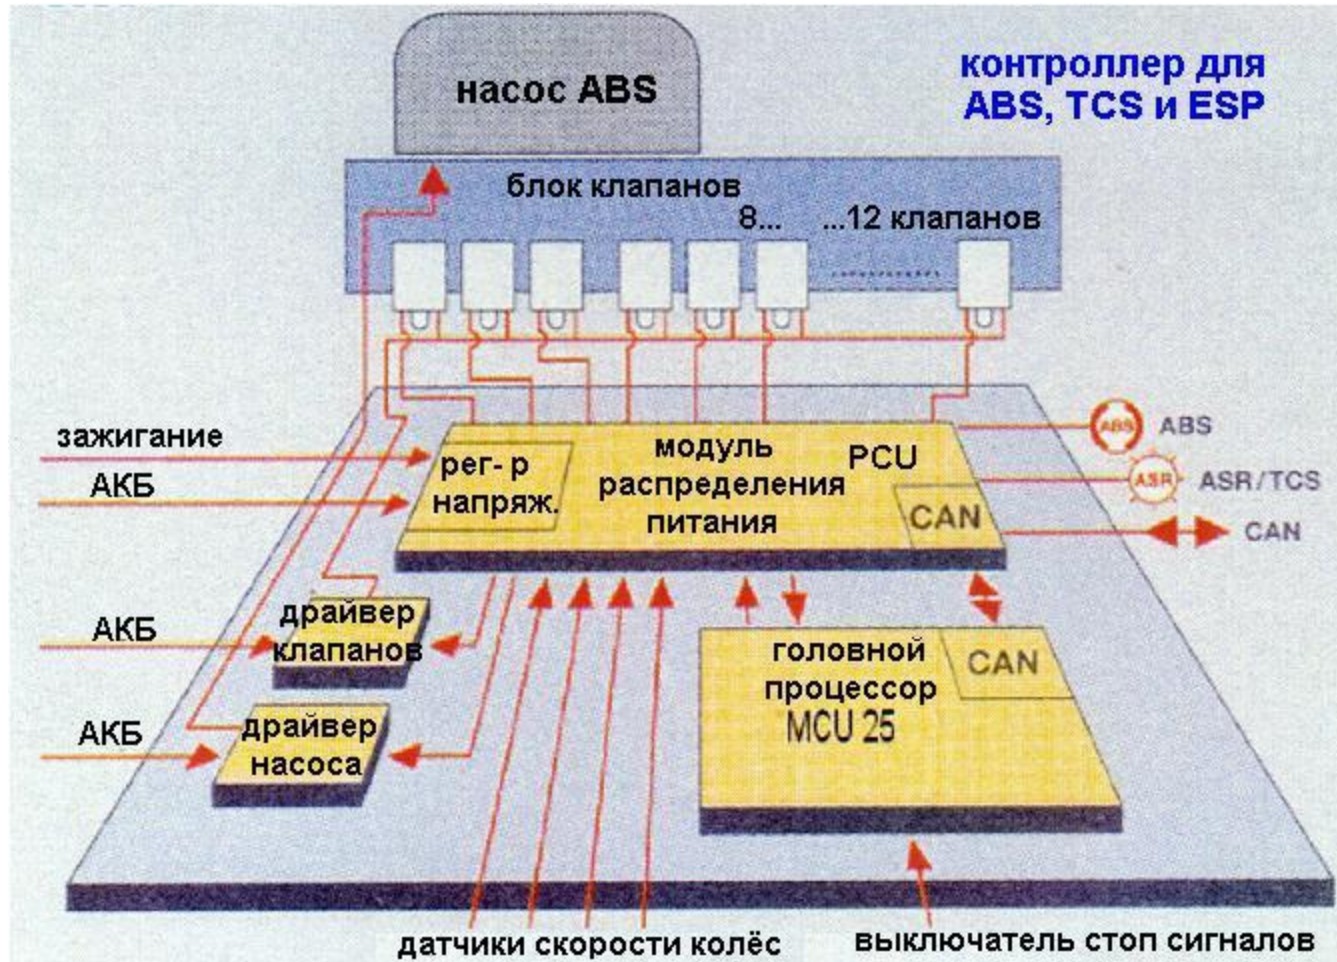 контроллер для
ABS, TCS и ESP
насос ABS
блок клапанов
8... ...12 клапанов
зажигание
АКБ
рег- р
напряж.
модуль
распределения
питания
PCU
CAN
ABS
ABS
ASR
ASR/TCS
CAN
АКБ
драйвер
клапанов
АКБ
драйвер
насоса
головной
процессор
MCU 25
CAN
датчики скорости колёс
выключатель стоп сигналов